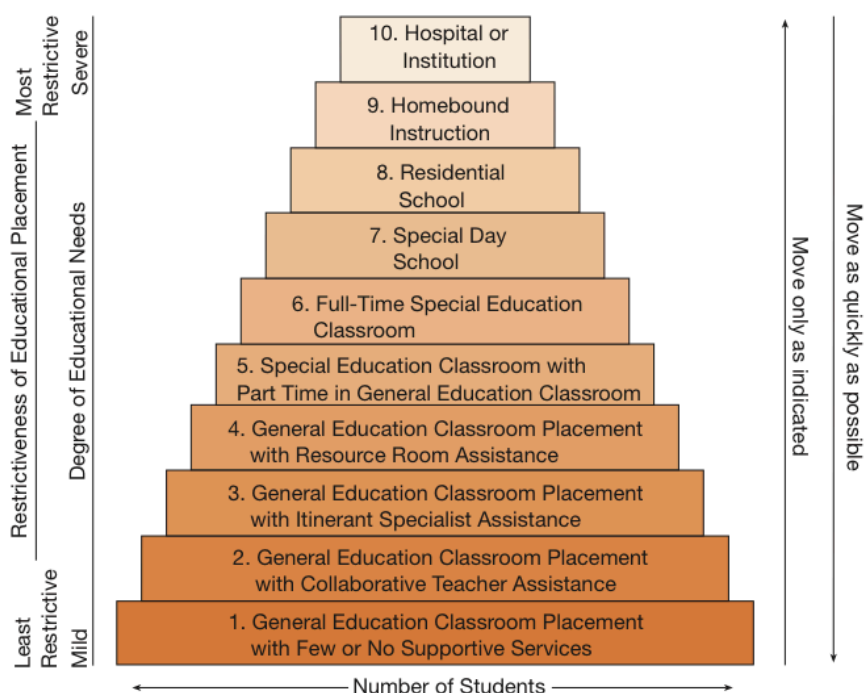 10. Hospital or
Institution
9. Homebound
Instruction
8. Residential
School
7. Special Day
School
6. Full-Time Special Education
Classroom
5. Special Education Classroom with
Part Time in General Education Classroom
4. General Education Classroom Placement
with Resource Room Assistance
3. General Education Classroom Placement
with Itinerant Specialist Assistance
2. General Education Classroom Placement
with Collaborative Teacher Assistance
1. General Education Classroom Placement
with Few or No Supportive Services
Number of Students
Most
Restrictive
Restrictiveness of Educational Placement
Least
Restrictive
Severe
Degree of Educational Needs
Mild
Move only as indicated
Move as quickly as possible